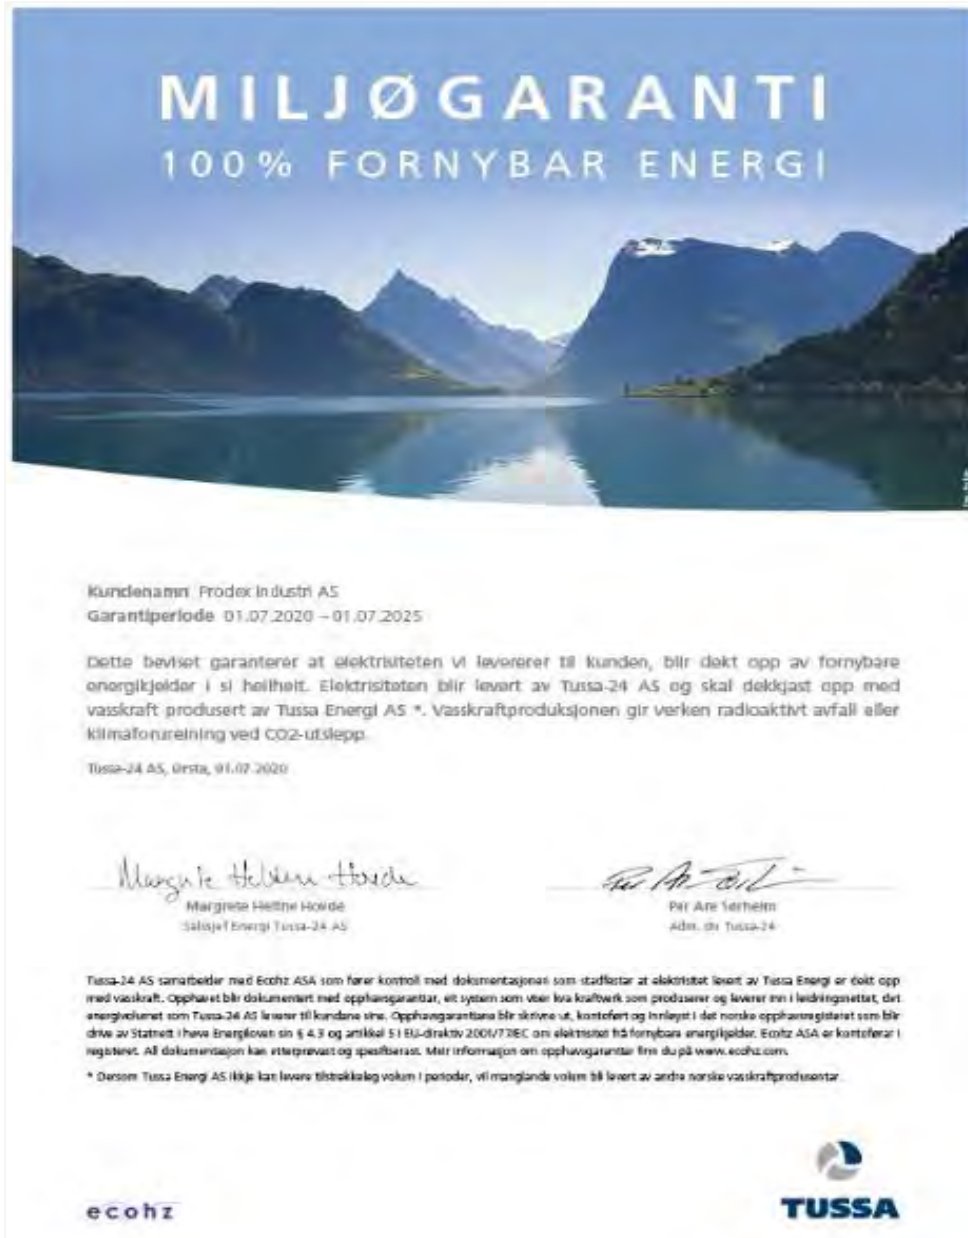 MILJØGARANTI
100% FORNYBAR ENERGI
Kundenamn Prodex Industri AS
Garantiperiode 01.07.2020 – 01.07.2025
Dette beviset garanterer at elektrisiteten vi levererer til kunden, blir dekt opp av fornybare
energikjelder i si heilheit. Elektrisiteten blir levert av Tussa-24 AS og skal dekkjast opp med
vasskraft produsert av Tussa Energi AS *. Vasskraftproduksjonen gir verken radioaktivt avfall eller
klimaforureining ved CO2-utslepp.
Tussa-24 AS, Ørsta, 01.07.2020
Margrete Heltne Hovde
Salssjef Energi Tussa-24 AS
Per Are Sørheim
Adm. dir Tussa-24
Tussa-24 AS samarbeider med Ecohz ASA som fører kontroll med dokumentasjonen som stadfestar at elektrisitet levert av Tussa Energi er dekt opp
med vasskraft. Opphavet blir dokumentert med opphavsgarantiar, eit system som viser kva kraftverk som produserer og leverer inn i leidningsnettet, det
energivolumet som Tussa-24 AS leverer til kundane sine. Opphavsgarantiane blir skrivne ut, kontoført og innløyst i det norske opphavsregisteret som blir
drive av Statnett i høve Energiloven sin § 4.3 og artikkel 5 i EU-direktiv 2001/77/EC om elektrisitet frå fornybare energikjelder. Ecohz ASA er kontoførar i
registeret. All dokumentasjon kan etterprøvast og spesifiserast. Meir informasjon om opphavsgarantiar finn du på www.ecohz.com.
* Dersom Tussa Energi AS ikkje kan levere tilstrekkeleg volum i periodar, vil manglande volum bli levert av andre norske vasskraftprodusentar.
ecohz
TUSSA